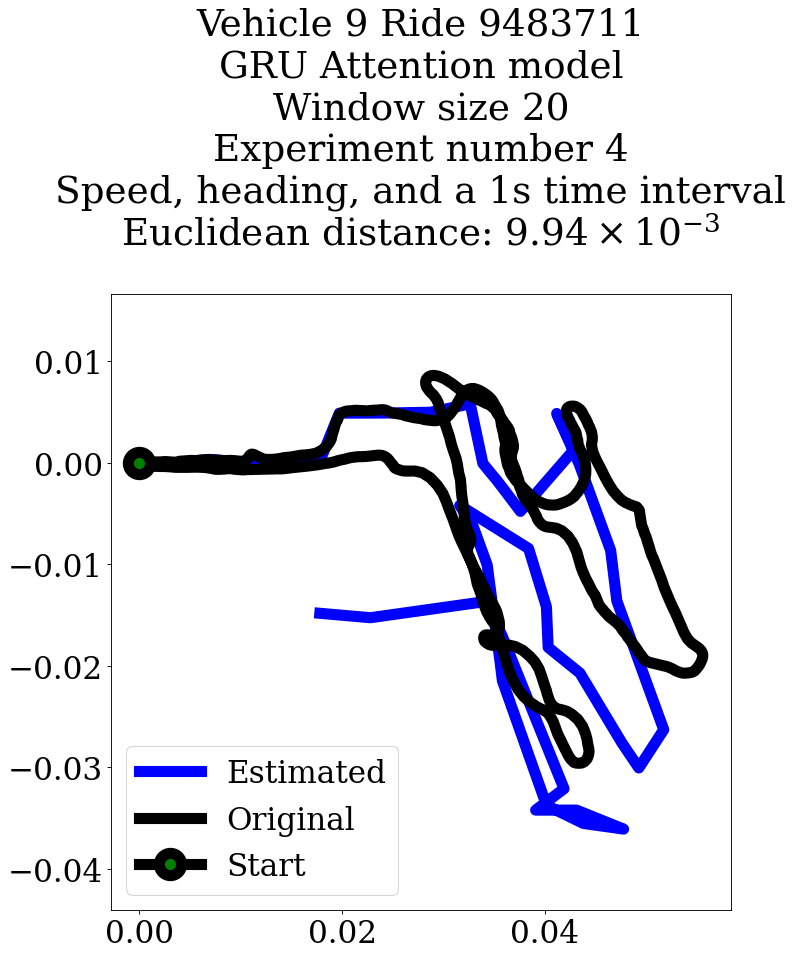 Vehicle 9 Ride 9483711
GRU Attention model
Window size 20
Experiment number 4
Speed, heading, and a 1s time interval
Euclidean distance: 9.94 × 10⁻³
0.01
0.00
−0.01
−0.02
−0.03
−0.04
Estimated
Original
Start
0.00 0.02 0.04